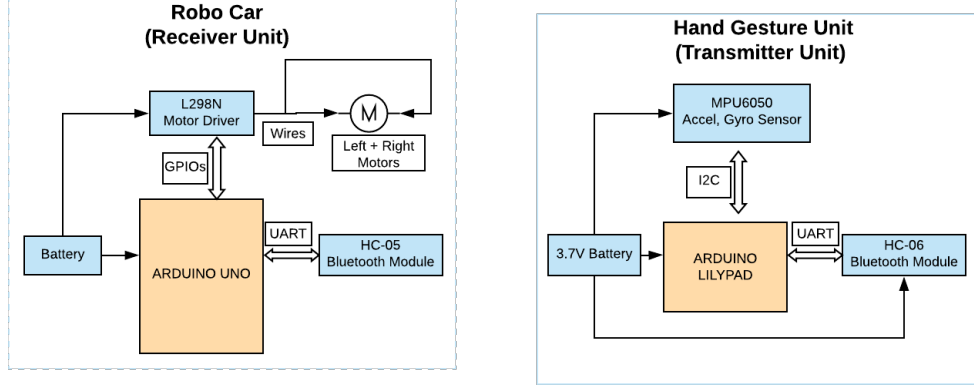 Robo Car
(Receiver Unit)
L298N
Motor Driver
Wires
M
Left + Right
Motors
GPIOs
Battery
ARDUINO UNO
UART
HC-05
Bluetooth Module
Hand Gesture Unit
(Transmitter Unit)
MPU6050
Accel, Gyro Sensor
I2C
3.7V Battery
ARDUINO
LILYPAD
UART
HC-06
Bluetooth Module